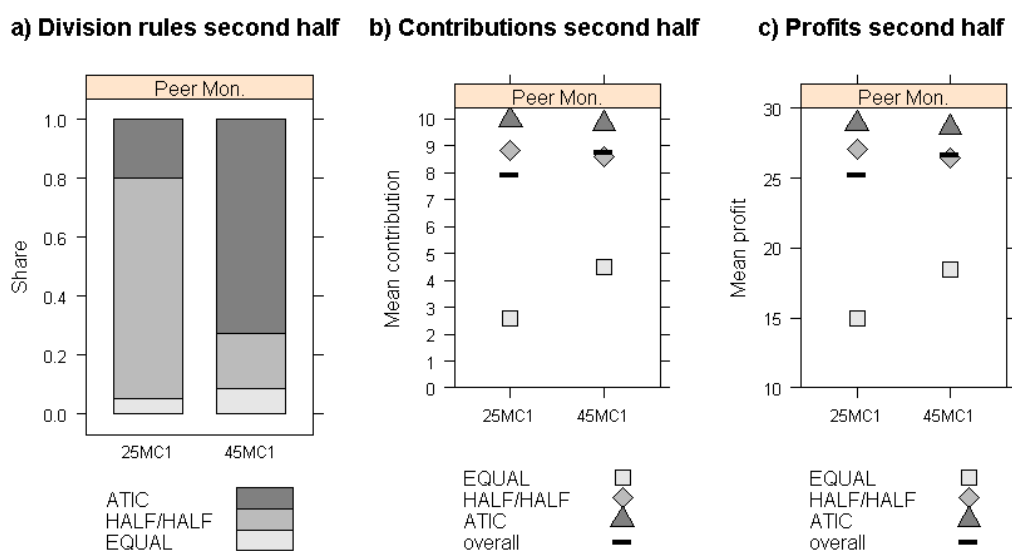 a) Division rules second half
Peer Mon.
Share
1.0
0.8
0.6
0.4
0.2
0.0
25MC1 45MC1
ATIC
HALF/HALF
EQUAL
b) Contributions second half
Peer Mon.
Mean contribution
10
9
8
7
6
5
4
3
2
1
0
25MC1 45MC1
EQUAL
HALF/HALF
ATIC
overall
c) Profits second half
Peer Mon.
Mean profit
30
25
20
15
10
25MC1 45MC1
EQUAL
HALF/HALF
ATIC
overall